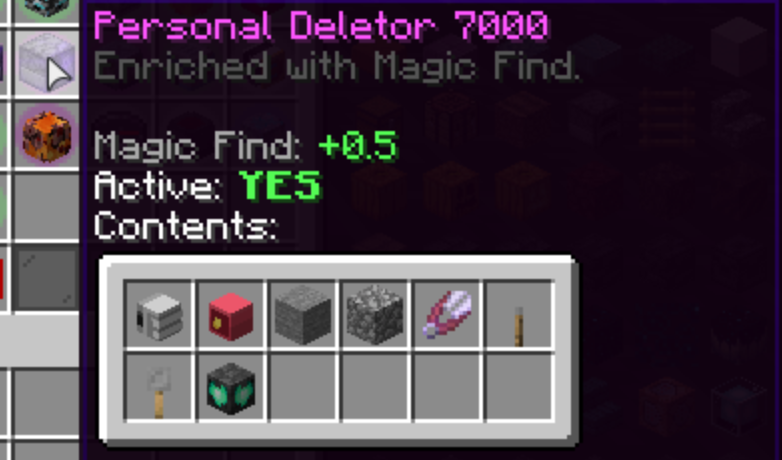 Personal Deletor 7000
Enriched with Magic Find.
Magic Find: +0.5
Active: YES
Contents: